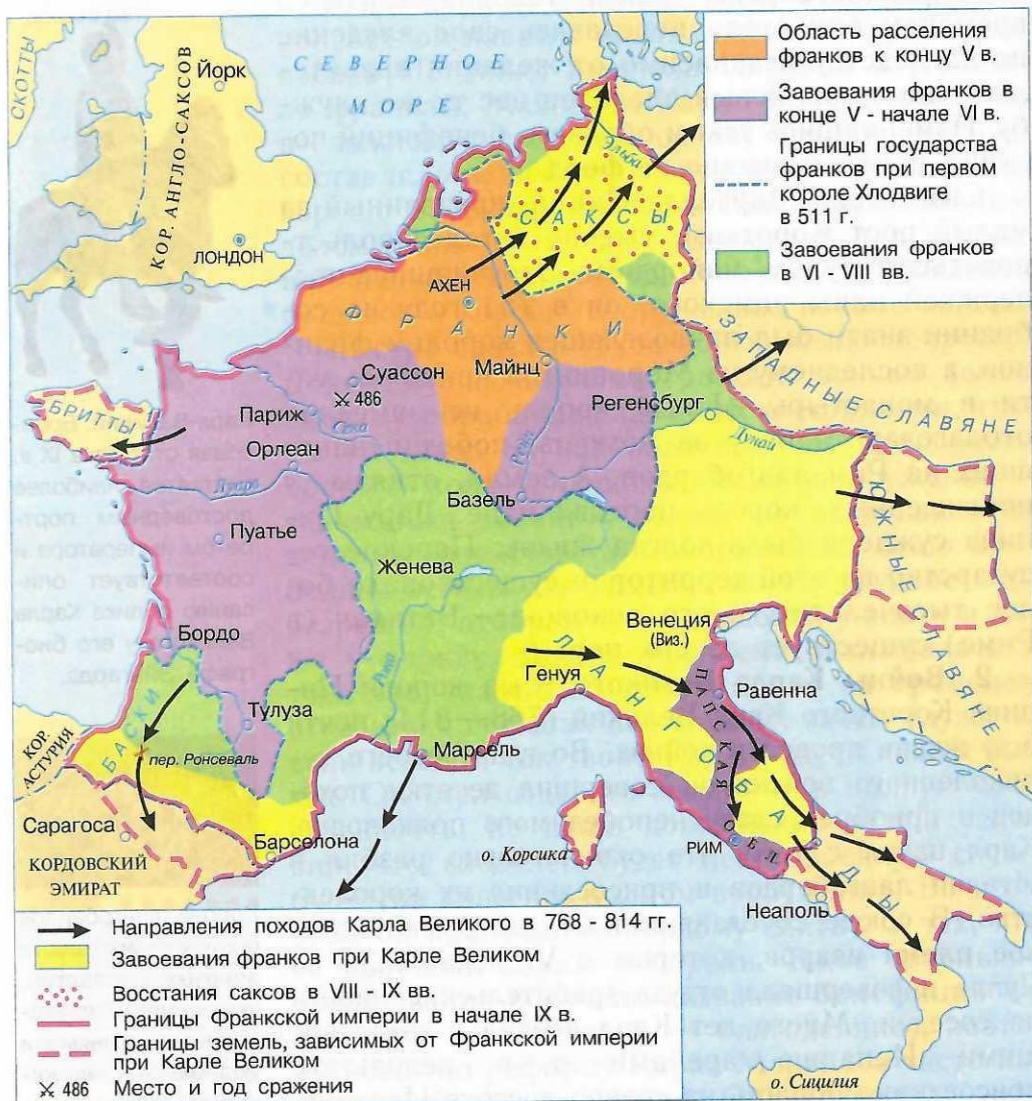 Область расселения
франков к концу V в.
Завоевания франков в
конце V - начале VI в.
Границы государства
франков при первом
короле Хлодвиге
в 511 г.
Завоевания франков
в VI - VIII вв.
СКОТТЫ
Йорк
КОР. АНГЛО-САКСОВ
ЛОНДОН
СЕВЕРНОЕ
МОРЕ
Эльба
САКСЫ
АХЕН
ФРАНКИ
Майнц
ЗАПАДНЫЕ СЛАВЯНЕ
Суассон
486
Париж
Сена
Регенсбург
Дунай
БРИТТЫ
Орлеан
Луара
Рейн
Базель
ЮЖНЫЕ СЛАВЯНЕ
Пуатье
Женева
Рона
Венеция
(Виз.)
Бордо
Генуя
ЛАНГОБАРДЫ
Равенна
ПАПСКАЯ ОБЛ.
БАСКИ
Тулуза
Марсель
КОР.
АСТУРИЯ
пер. Ронсеваль
Сарагоса
Барселона
о. Корсика
РИМ
КОРДОВСКИЙ
ЭМИРАТ
Неаполь
о. Сицилия
Направления походов Карла Великого в 768 - 814 гг.
Завоевания франков при Карле Великом
Восстания саксов в VIII - IX вв.
Границы Франкской империи в начале IX в.
Границы земель, зависимых от Франкской империи
при Карле Великом
486 Место и год сражения